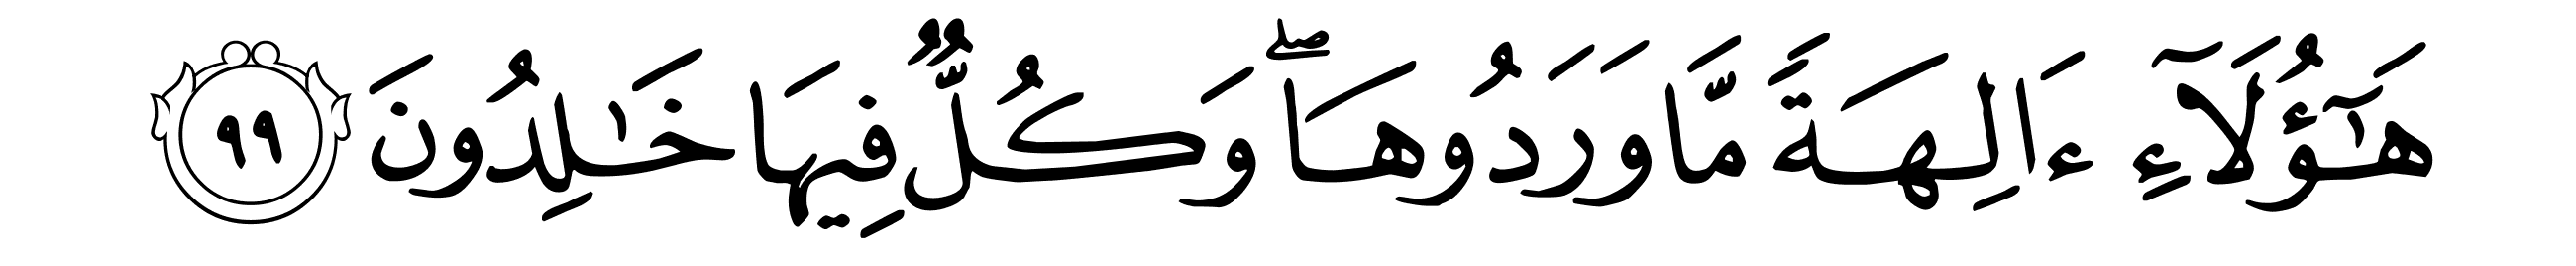 هَـٰٓؤُلَآءِ ءَالِهَةً مَّا وَرَدُوهَا ۖ وَكُلٌّ فِيهَا خَـٰلِدُونَ ٩٩